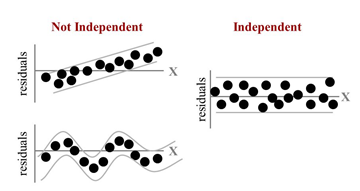 Not Independent
Independent
residuals
X
residuals
X
residuals
X